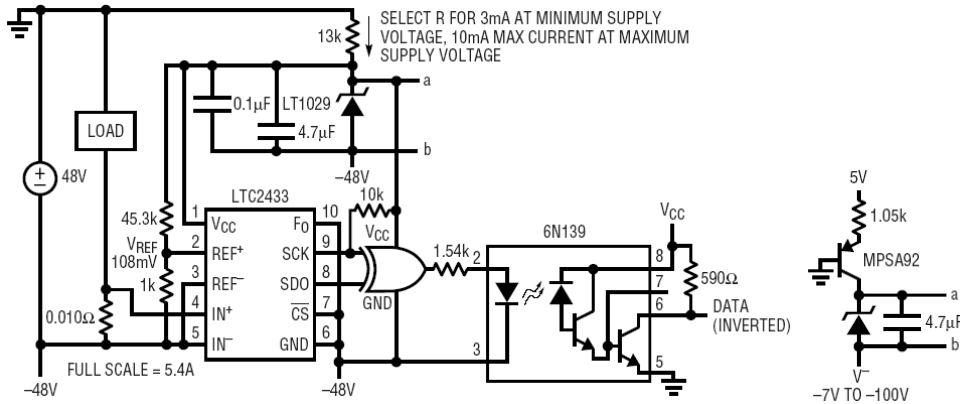 SELECT R FOR 3mA AT MINIMUM SUPPLY
VOLTAGE, 10mA MAX CURRENT AT MAXIMUM
SUPPLY VOLTAGE
13k
a
0.1µF
LT1029
4.7µF
b
–48V
LOAD
+
–
48V
LTC2433
10k
45.3k
1
VCC
FO
10
VCC
VREF
108mV
2
REF+
SCK
9
3
REF–
SDO
8
1k
4
IN+
CS
7
GND
0.010Ω
5
IN–
GND
6
–48V
FULL SCALE = 5.4A
–48V
1.54k
2
3
6N139
VCC
8
7
6
5
590Ω
DATA
(INVERTED)
5V
1.05k
MPSA92
a
4.7µF
b
V–
–7V TO –100V